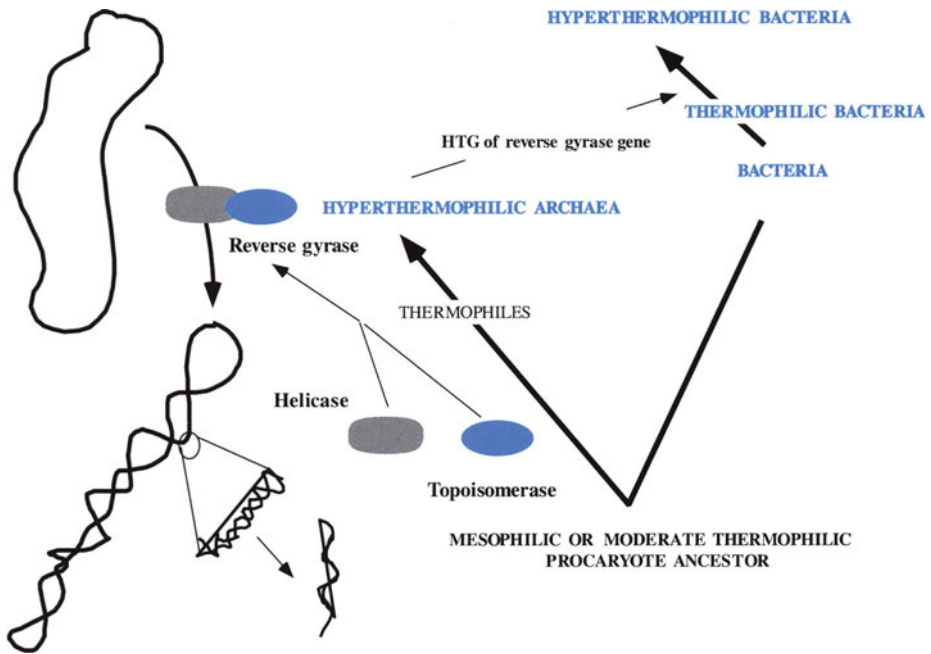 HYPERTHERMOPHILIC BACTERIA
THERMOPHILIC BACTERIA
HTG of reverse gyrase gene
BACTERIA
HYPERTHERMOPHILIC ARCHAEA
Reverse gyrase
THERMOPHILES
Helicase
Topoisomerase
MESOPHILIC OR MODERATE THERMOPHILIC
PROCARYOTE ANCESTOR